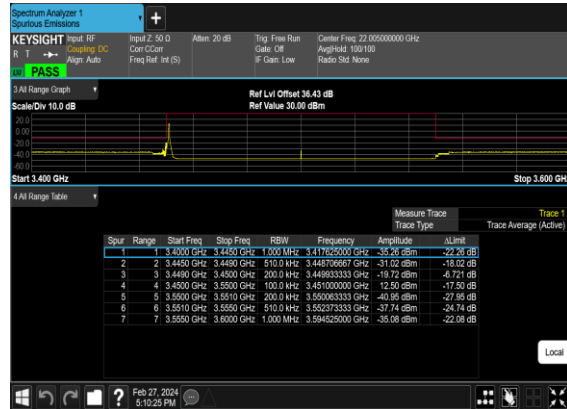 Spectrum Analyzer 1
Spurious Emissions
KEYSIGHT
R T
LW PASS
Input: RF
Coupling: DC
Align: Auto
Input Z: 50 Ω
Corr CCorr
Freq Ref: Int (S)
Atten: 20 dB
Trig: Free Run
Gate: Off
IF Gain: Low
Center Freq: 22.005000000 GHz
Avg|Hold: 100/100
Radio Std: None
3 All Range Graph
Scale/Div 10.0 dB
Ref Lvl Offset 36.43 dB
Ref Value 30.00 dBm
20.0
0.00
-20.0
-40.0
-60.0
Start 3.400 GHz
Stop 3.600 GHz
4 All Range Table
Measure Trace Trace 1
Trace Type Trace Average (Active)
Spur Range Start Freq Stop Freq RBW Frequency Amplitude ΔLimit
1 1 3.4000 GHz 3.4450 GHz 1.000 MHz 3.417625000 GHz -35.26 dBm -22.26 dB
2 2 3.4450 GHz 3.4490 GHz 510.0 kHz 3.448706667 GHz -31.02 dBm -18.02 dB
3 3 3.4490 GHz 3.4500 GHz 200.0 kHz 3.449933333 GHz -19.72 dBm -6.721 dB
4 4 3.4500 GHz 3.5500 GHz 100.0 kHz 3.451000000 GHz 12.50 dBm -17.50 dB
5 5 3.5500 GHz 3.5510 GHz 200.0 kHz 3.550063333 GHz -40.95 dBm -27.95 dB
6 6 3.5510 GHz 3.5550 GHz 510.0 kHz 3.552373333 GHz -37.74 dBm -24.74 dB
7 7 3.5550 GHz 3.6000 GHz 1.000 MHz 3.594525000 GHz -35.08 dBm -22.08 dB
Local
?
Feb 27, 2024
5:10:25 PM